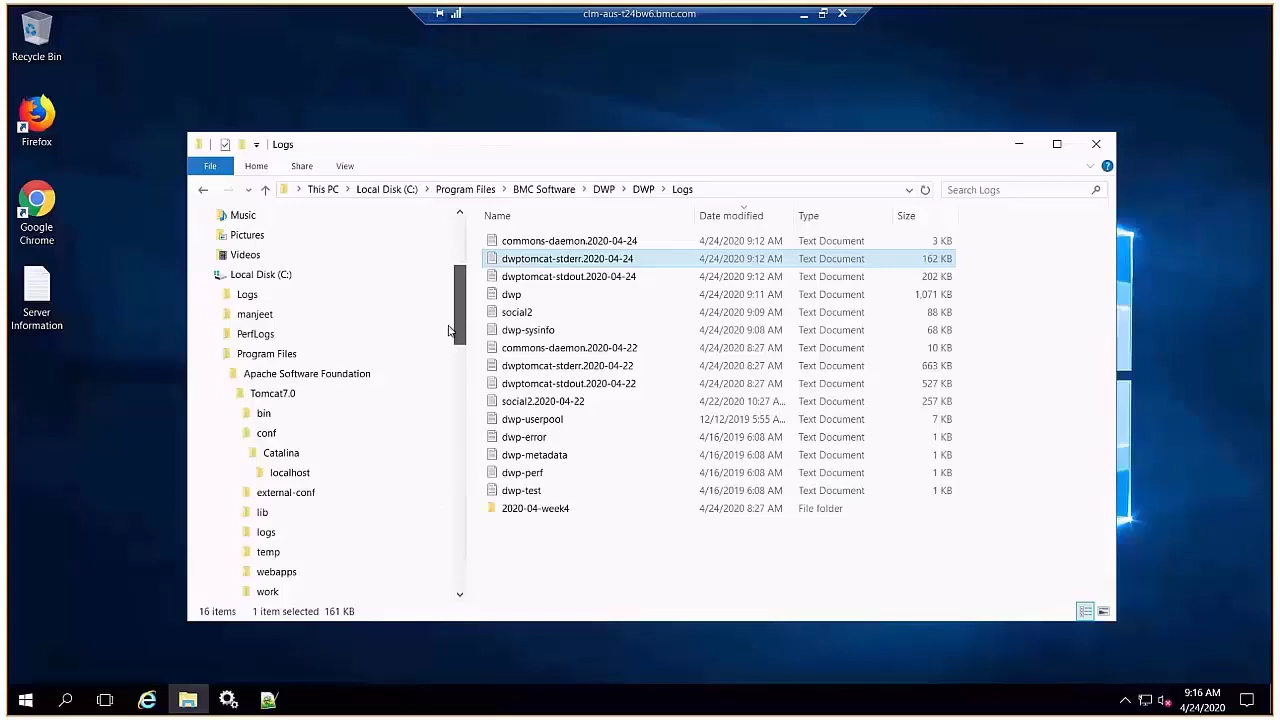 clm-aus-t24bw6.bmc.com
Recycle Bin
Firefox
Google
Chrome
Server
Information
Logs
File Home Share View
This PC > Local Disk (C:) > Program Files > BMC Software > DWP > DWP > Logs
Search Logs
Music
Pictures
Videos
Local Disk (C:)
Logs
manjeet
PerfLogs
Program Files
Apache Software Foundation
Tomcat7.0
bin
conf
Catalina
localhost
external-conf
lib
logs
temp
webapps
work
Name Date modified Type Size
commons-daemon.2020-04-24 4/24/2020 9:12 AM Text Document 3 KB
dwptomcat-stderr.2020-04-24 4/24/2020 9:12 AM Text Document 162 KB
dwptomcat-stdout.2020-04-24 4/24/2020 9:12 AM Text Document 202 KB
dwp 4/24/2020 9:11 AM Text Document 1,071 KB
social2 4/24/2020 9:09 AM Text Document 88 KB
dwp-sysinfo 4/24/2020 9:08 AM Text Document 68 KB
commons-daemon.2020-04-22 4/24/2020 8:27 AM Text Document 10 KB
dwptomcat-stderr.2020-04-22 4/24/2020 8:27 AM Text Document 663 KB
dwptomcat-stdout.2020-04-22 4/24/2020 8:27 AM Text Document 527 KB
social2.2020-04-22 4/22/2020 10:27 A... Text Document 257 KB
dwp-userpool 12/12/2019 5:55 A... Text Document 7 KB
dwp-error 4/16/2019 6:08 AM Text Document 1 KB
dwp-metadata 4/16/2019 6:08 AM Text Document 1 KB
dwp-perf 4/16/2019 6:08 AM Text Document 1 KB
dwp-test 4/16/2019 6:08 AM Text Document 1 KB
2020-04-week4 4/24/2020 8:27 AM File folder
16 items 1 item selected 161 KB
9:16 AM
4/24/2020